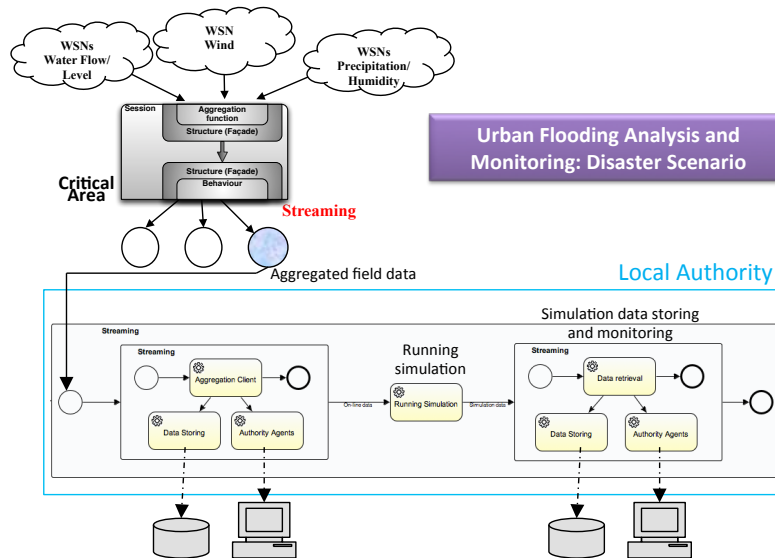 WSNs
Water Flow/
Level
WSN
Wind
WSNs
Precipitation/
Humidity
Session
Aggregation
function
Structure (Façade)
Structure (Façade)
Behaviour
Critical
Area
Streaming
Urban Flooding Analysis and
Monitoring: Disaster Scenario
Aggregated field data
Local Authority
Simulation data storing
and monitoring
Streaming
Streaming
Aggregation Client
Data Storing
Authority Agents
Running
simulation
On-line data
Running Simulation
Simulation data
Streaming
Data retrieval
Data Storing
Authority Agents